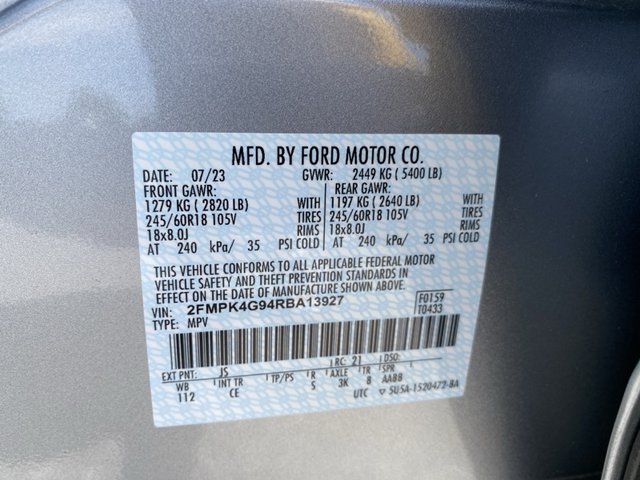 MFD. BY FORD MOTOR CO.
DATE: 07/23 GVWR: 2449 KG ( 5400 LB)
FRONT GAWR: REAR GAWR:
1279 KG ( 2820 LB) WITH 1197 KG ( 2640 LB) WITH
245/60R18 105V TIRES 245/60R18 105V TIRES
18x8.0J RIMS 18x8.0J RIMS
AT 240 kPa/ 35 PSI COLD AT 240 kPa/ 35 PSI COLD
THIS VEHICLE CONFORMS TO ALL APPLICABLE FEDERAL MOTOR
VEHICLE SAFETY AND THEFT PREVENTION STANDARDS IN
EFFECT ON THE DATE OF MANUFACTURE SHOWN ABOVE.
VIN: 2FMPK4G94RBA13927 F0159
TYPE: MPV T0433
EXT PNT: JS RC: 21 DSO:
WB INT TR TP/PS R AXLE TR SPR
112 CE S 3K 8 AABB
UTC ▽ 5U5A-1520472-BA